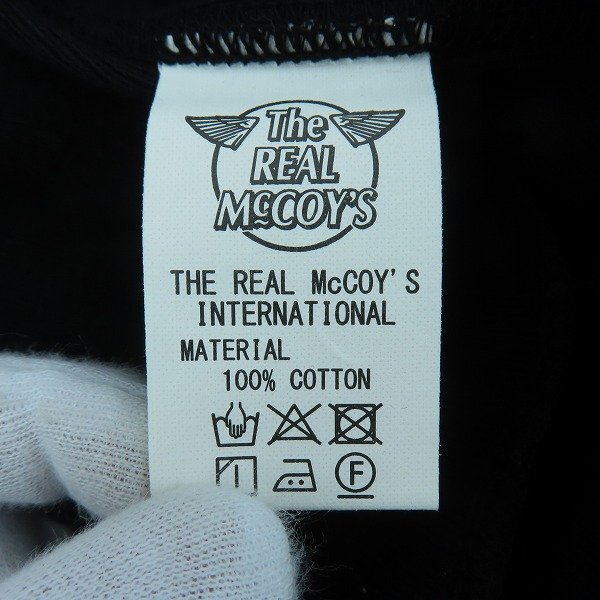 The
REAL
McCOY'S
THE REAL McCOY'S
INTERNATIONAL
MATERIAL
100% COTTON
F